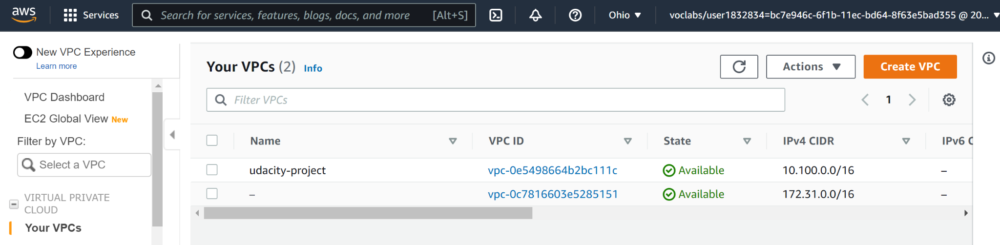 aws Services Search for services, features, blogs, docs, and more [Alt+S] Ohio voclabs/user1832834=bc7e946c-6f1b-11ec-bd64-8f63e5bad355 @ 20...
New VPC Experience
Learn more
VPC Dashboard
EC2 Global View New
Filter by VPC:
Select a VPC
VIRTUAL PRIVATE
CLOUD
Your VPCs
Your VPCs (2) Info
Actions
Create VPC
Filter VPCs
1
Name VPC ID State IPv4 CIDR IPv6 C
udacity-project vpc-0e5498664b2bc111c Available 10.100.0.0/16 –
– vpc-0c7816603e5285151 Available 172.31.0.0/16 –